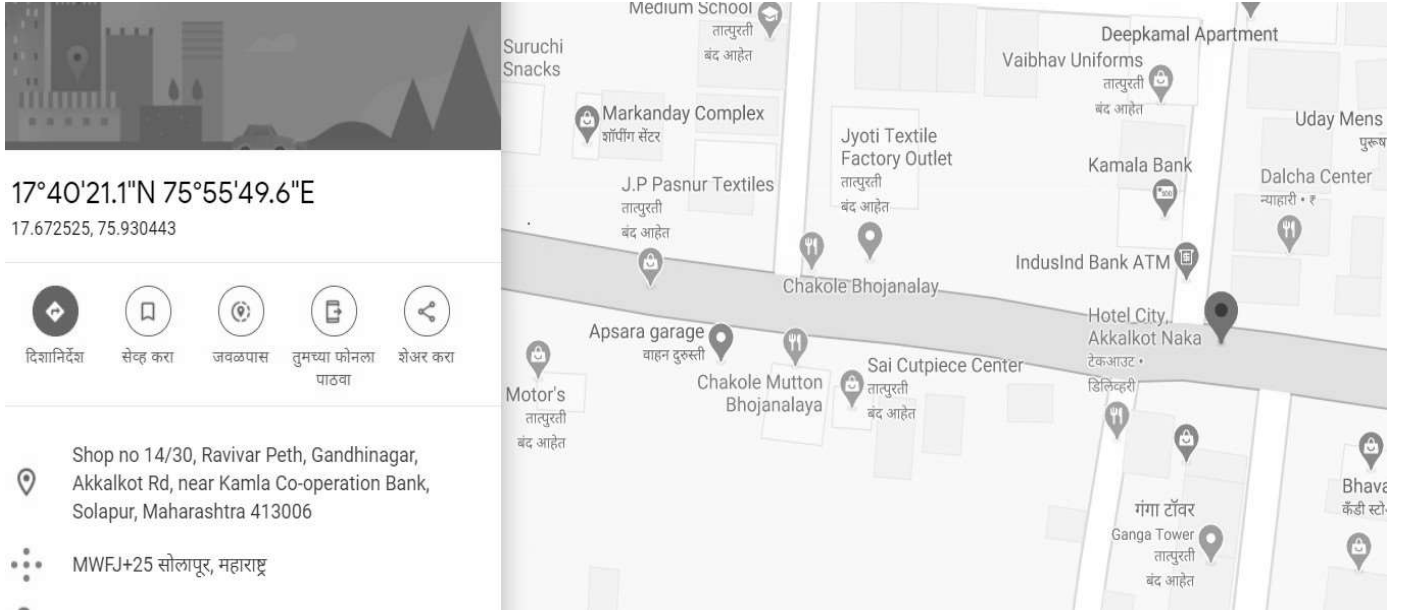 17°40'21.1"N 75°55'49.6"E
17.672525, 75.930443
दिशानिर्देश
सेव्ह करा
जवळपास
तुमच्या फोनला
पाठवा
शेअर करा
Shop no 14/30, Ravivar Peth, Gandhinagar,
Akkalkot Rd, near Kamla Co-operation Bank,
Solapur, Maharashtra 413006
MWFJ+25 सोलापूर, महाराष्ट्र
Medium School
तात्पुरती
बंद आहेत
Suruchi
Snacks
Markanday Complex
शॉपींग सेंटर
J.P Pasnur Textiles
तात्पुरती
बंद आहेत
Jyoti Textile
Factory Outlet
तात्पुरती
बंद आहेत
Deepkamal Apartment
Vaibhav Uniforms
तात्पुरती
बंद आहेत
Uday Mens
पुरूष
Kamala Bank
Dalcha Center
न्याहारी • ₹
IndusInd Bank ATM
Chakole Bhojanalay
Hotel City,
Akkalkot Naka
टेकआउट •
डिलिव्हरी
Apsara garage
वाहन दुरुस्ती
Motor's
तात्पुरती
बंद आहेत
Chakole Mutton
Bhojanalaya
Sai Cutpiece Center
तात्पुरती
बंद आहेत
गंगा टॉवर
Ganga Tower
तात्पुरती
बंद आहेत
Bhava
कँडी स्टो